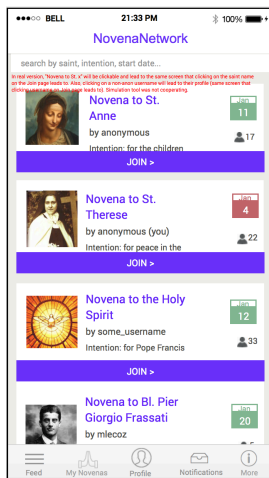 BELL 21:33 PM 100%
NovenaNetwork
search by saint, intention, start date...
In real version, "Novena to St. x" will be clickable and lead to the same screen that clicking on the saint name
on the Join page leads to. Also, clicking on a non-anon username will lead to their profile (same screen that
clicking username on Join page leads to). Simulation tool was not cooperating.
Novena to St.
Anne
Jan
11
by anonymous
17
Intention: for the children
JOIN >
Novena to St.
Therese
Jan
4
by anonymous (you)
22
Intention: for peace in the
JOIN >
Novena to the Holy
Spirit
Jan
12
by some_username
33
Intention: for Pope Francis
JOIN >
Novena to Bl. Pier
Giorgio Frassati
Jan
20
by mlecoz
Feed My Novenas Profile Notifications More